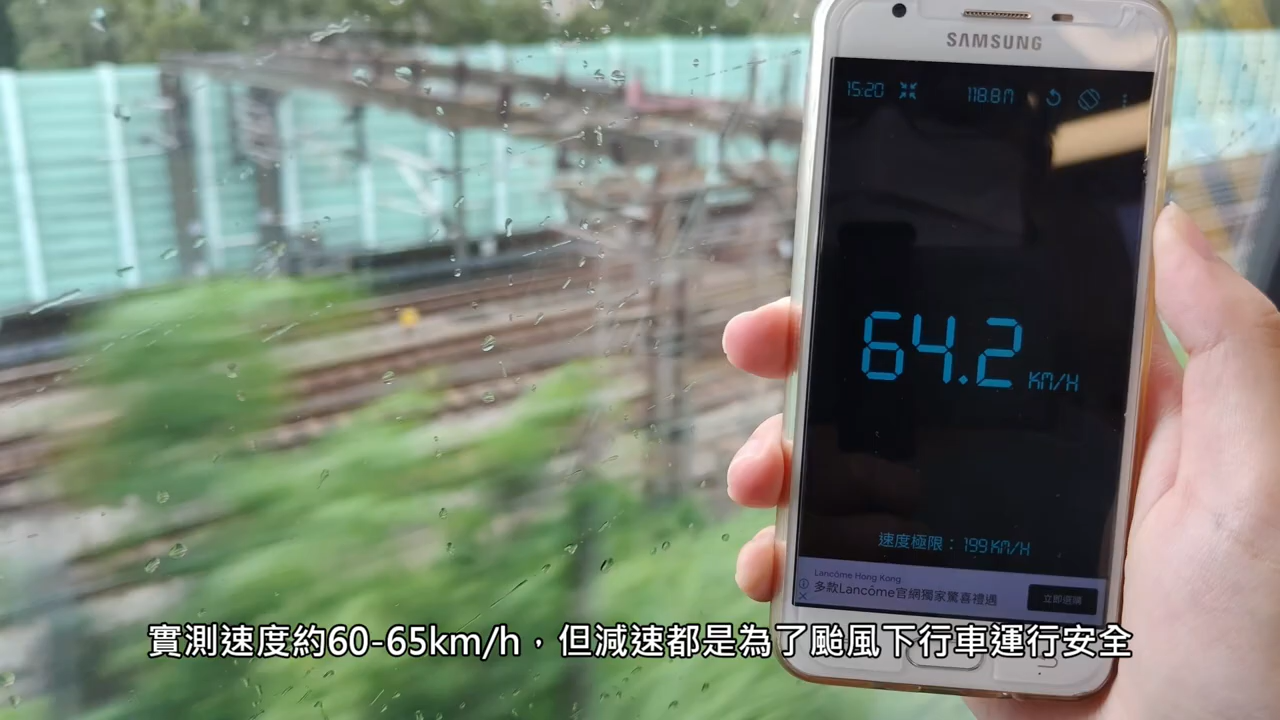 SAMSUNG
15:20 118.8 M
64.2 KM/H
速度極限：199 KM/H
Lancôme Hong Kong
多款Lancôme官網獨家驚喜禮遇
立即選購
實測速度約60-65km/h，但減速都是為了颱風下行車運行安全